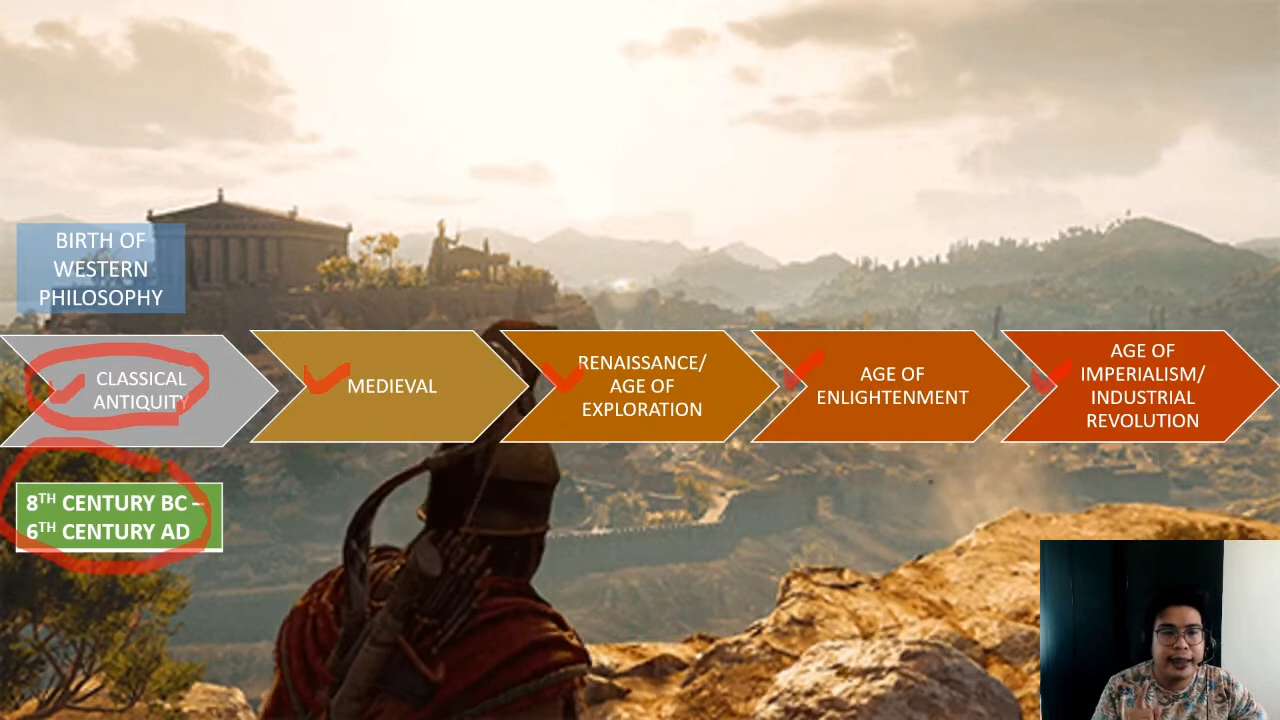 BIRTH OF
WESTERN
PHILOSOPHY
CLASSICAL
ANTIQUITY
MEDIEVAL
RENAISSANCE/
AGE OF
EXPLORATION
AGE OF
ENLIGHTENMENT
AGE OF
IMPERIALISM/
INDUSTRIAL
REVOLUTION
8TH CENTURY BC –
6TH CENTURY AD